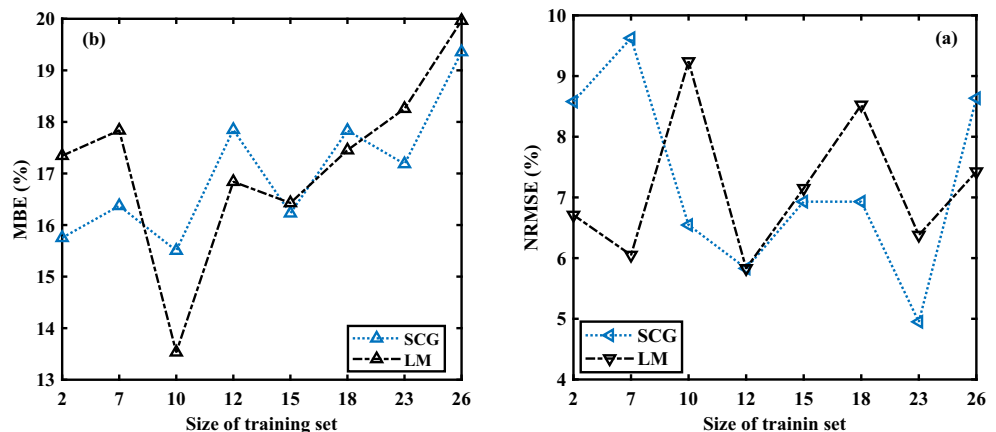 (b)
MBE (%)
20
19
18
17
16
15
14
13
SCG
LM
2 7 10 12 15 18 23 26
Size of training set
(a)
NRMSE (%)
10
9
8
7
6
5
4
SCG
LM
2 7 10 12 15 18 23 26
Size of trainin set